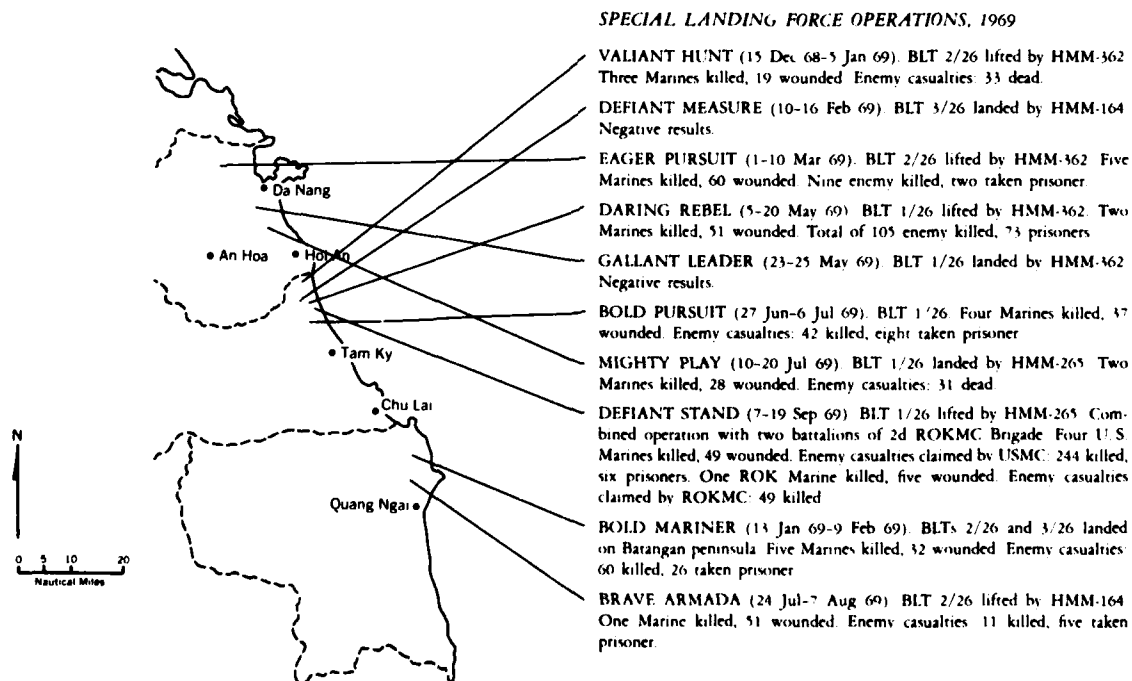 SPECIAL LANDING FORCE OPERATIONS, 1969
VALIANT HUNT (15 Dec 68-5 Jan 69). BLT 2/26 lifted by HMM-362
Three Marines killed, 19 wounded Enemy casualties: 33 dead.
DEFIANT MEASURE (10-16 Feb 69). BLT 3/26 landed by HMM-164
Negative results.
EAGER PURSUIT (1-10 Mar 69). BLT 2/26 lifted by HMM-362 Five
Marines killed, 60 wounded Nine enemy killed, two taken prisoner
DARING REBEL (5-20 May 69) BLT 1/26 lifted by HMM-362. Two
Marines killed, 51 wounded. Total of 105 enemy killed, 73 prisoners
GALLANT LEADER (23-25 May 69). BLT 1/26 landed by HMM-362
Negative results.
BOLD PURSUIT (27 Jun-6 Jul 69). BLT 1/26. Four Marines killed, 37
wounded. Enemy casualties: 42 killed, eight taken prisoner
MIGHTY PLAY (10-20 Jul 69). BLT 1/26 landed by HMM-265 Two
Marines killed, 28 wounded. Enemy casualties: 31 dead.
DEFIANT STAND (7-19 Sep 69) BLT 1/26 lifted by HMM-265 Com-
bined operation with two battalions of 2d ROKMC Brigade Four U.S.
Marines killed, 49 wounded. Enemy casualties claimed by USMC: 244 killed,
six prisoners. One ROK Marine killed, five wounded. Enemy casualties
claimed by ROKMC: 49 killed
BOLD MARINER (13 Jan 69-9 Feb 69). BLTs 2/26 and 3/26 landed
on Batangan peninsula Five Marines killed, 32 wounded Enemy casualties
60 killed, 26 taken prisoner
BRAVE ARMADA (24 Jul-7 Aug 69) BLT 2/26 lifted by HMM-164
One Marine killed, 51 wounded. Enemy casualties 11 killed, five taken
prisoner.
Da Nang
An Hoa
Hoi An
Tam Ky
Chu Lai
Quang Ngai
N
0 5 10 20
Nautical Miles